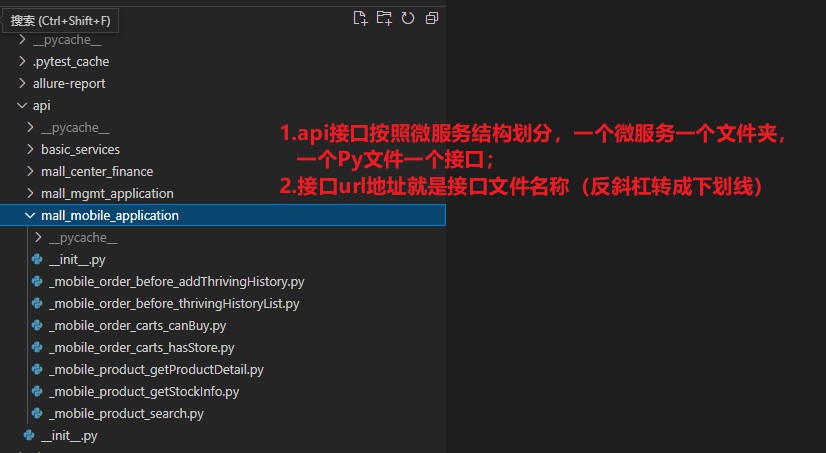 搜索 (Ctrl+Shift+F)
__pycache__
.pytest_cache
allure-report
api
__pycache__
basic_services
mall_center_finance
mall_mgmt_application
mall_mobile_application
__pycache__
__init__.py
_mobile_order_before_addThrivingHistory.py
_mobile_order_before_thrivingHistoryList.py
_mobile_order_carts_canBuy.py
_mobile_order_carts_hasStore.py
_mobile_product_getProductDetail.py
_mobile_product_getStockInfo.py
_mobile_product_search.py
__init__.py
1.api接口按照微服务结构划分，一个微服务一个文件夹，
一个Py文件一个接口；
2.接口url地址就是接口文件名称（反斜杠转成下划线）